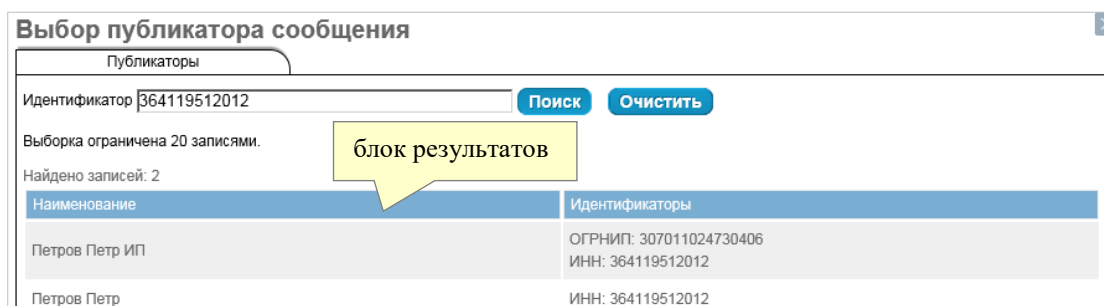 Выбор публикатора сообщения
Публикаторы
Идентификатор 364119512012 Поиск Очистить
Выборка ограничена 20 записями.
блок результатов
Найдено записей: 2
Наименование Идентификаторы
Петров Петр ИП
ОГРНИП: 307011024730406
ИНН: 364119512012
Петров Петр ИНН: 364119512012